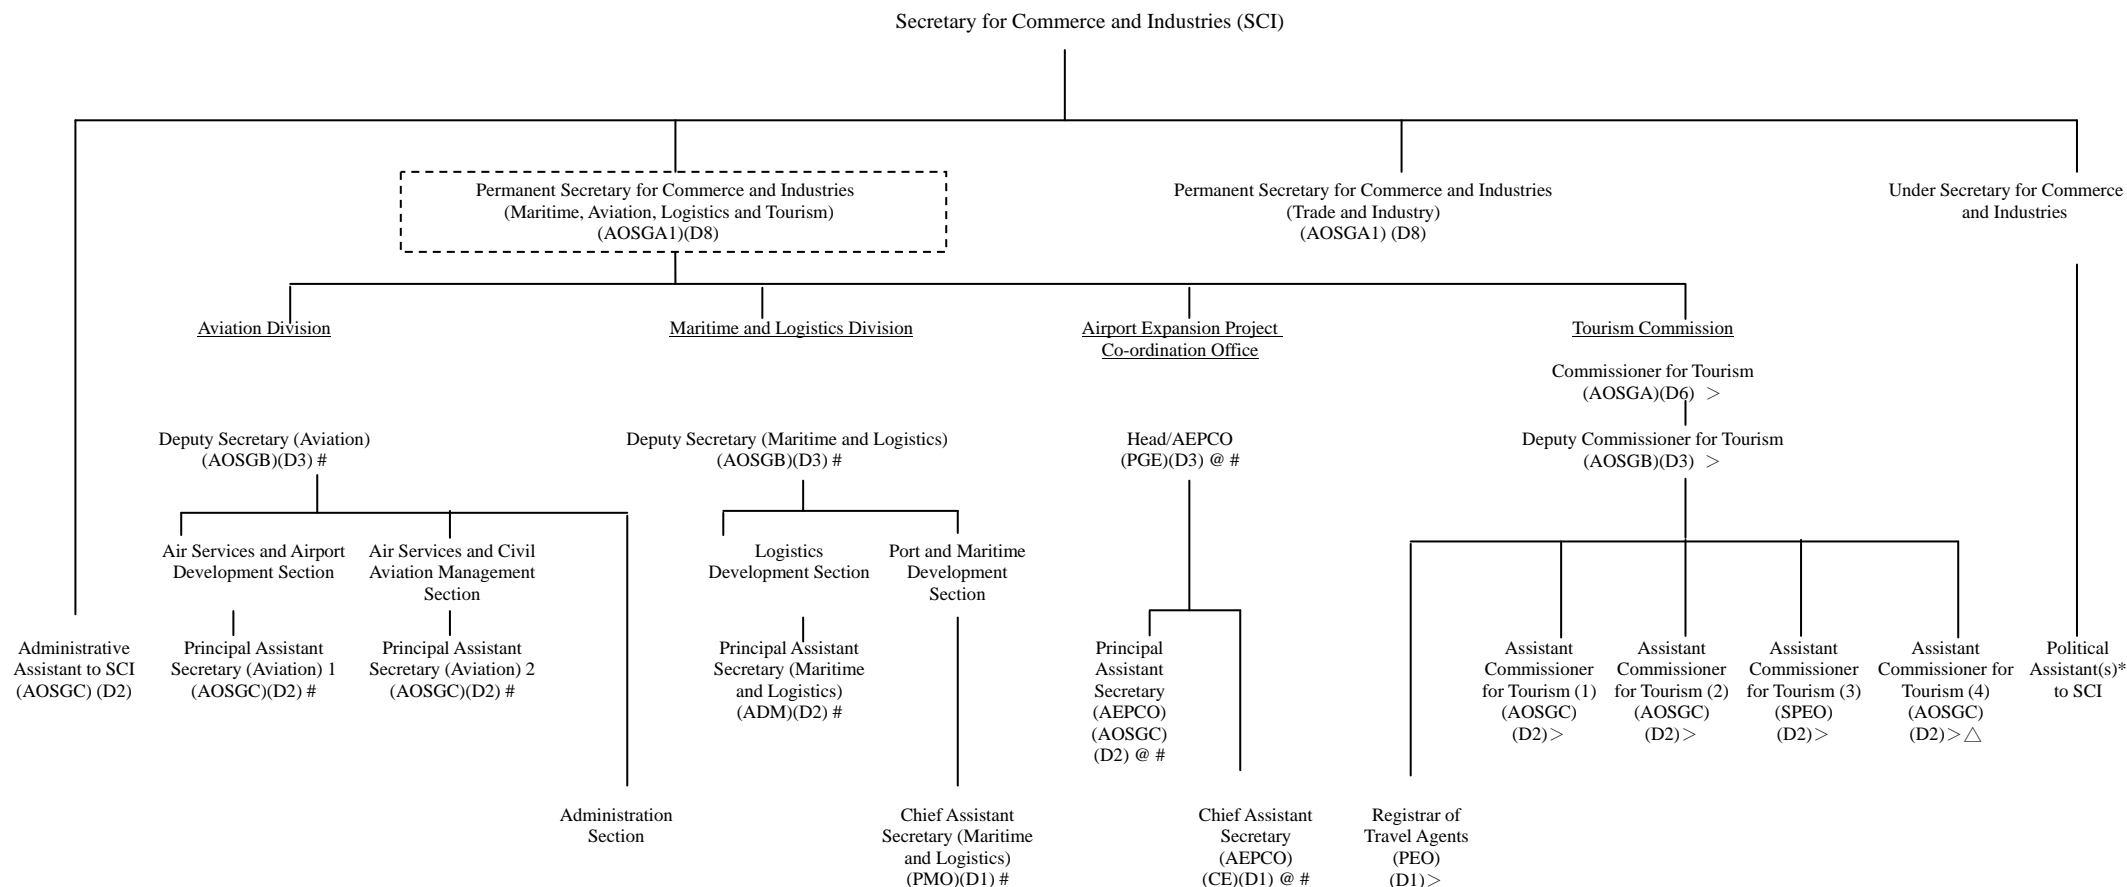 Secretary for Commerce and Industries (SCI)
Permanent Secretary for Commerce and Industries
(Maritime, Aviation, Logistics and Tourism)
(AOSGA1)(D8)
Permanent Secretary for Commerce and Industries
(Trade and Industry)
(AOSGA1) (D8)
Under Secretary for Commerce
and Industries
Aviation Division
Maritime and Logistics Division
Airport Expansion Project
Co-ordination Office
Tourism Commission
Commissioner for Tourism
(AOSGA)(D6) >
Deputy Secretary (Aviation)
(AOSGB)(D3) #
Deputy Secretary (Maritime and Logistics)
(AOSGB)(D3) #
Head/AEPCO
(PGE)(D3) @ #
Deputy Commissioner for Tourism
(AOSGB)(D3) >
Air Services and Airport
Development Section
Air Services and Civil
Aviation Management
Section
Logistics
Development Section
Port and Maritime
Development
Section
Administrative
Assistant to SCI
(AOSGC) (D2)
Principal Assistant
Secretary (Aviation) 1
(AOSGC)(D2) #
Principal Assistant
Secretary (Aviation) 2
(AOSGC)(D2) #
Principal Assistant
Secretary (Maritime
and Logistics)
(ADM)(D2) #
Principal
Assistant
Secretary
(AEPCO)
(AOSGC)
(D2) @ #
Assistant
Commissioner
for Tourism (1)
(AOSGC)
(D2)>
Assistant
Commissioner
for Tourism (2)
(AOSGC)
(D2)>
Assistant
Commissioner
for Tourism (3)
(SPEO)
(D2)>
Assistant
Commissioner for
Tourism (4)
(AOSGC)
(D2)>△
Political
Assistant(s)*
to SCI
Administration
Section
Chief Assistant
Secretary (Maritime
and Logistics)
(PMO)(D1) #
Chief Assistant
Secretary
(AEPCO)
(CE)(D1) @ #
Registrar of
Travel Agents
(PEO)
(D1)>